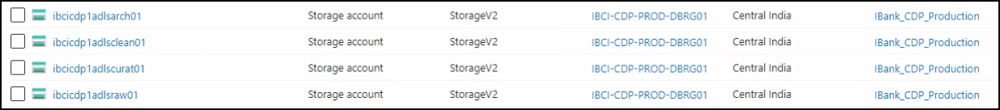 ibcicdp1adlsarch01 Storage account StorageV2 IBCI-CDP-PROD-DBRG01 Central India IBank_CDP_Production
ibcicdp1adlsclean01 Storage account StorageV2 IBCI-CDP-PROD-DBRG01 Central India IBank_CDP_Production
ibcicdp1adlscurat01 Storage account StorageV2 IBCI-CDP-PROD-DBRG01 Central India IBank_CDP_Production
ibcicdp1adlsraw01 Storage account StorageV2 IBCI-CDP-PROD-DBRG01 Central India IBank_CDP_Production